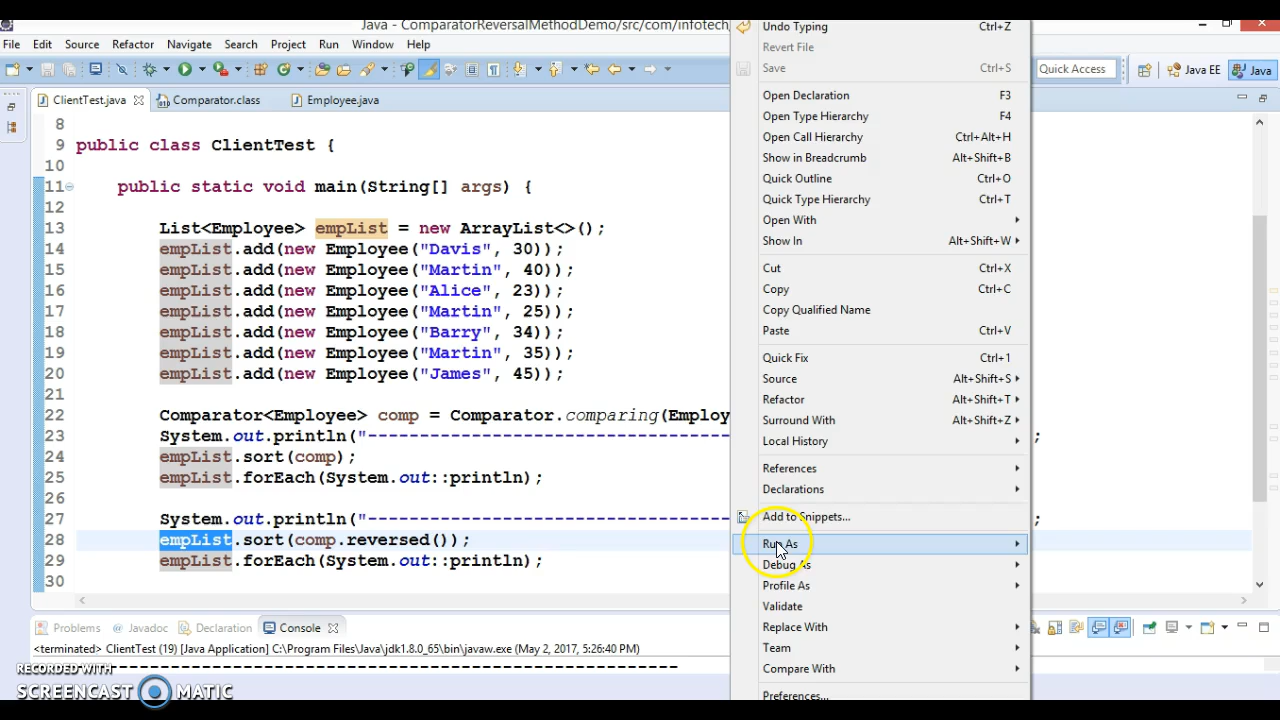 Java - ComparatorReversalMethodDemo/src/com/infotech
File Edit Source Refactor Navigate Search Project Run Window Help
Quick Access Java EE Java
ClientTest.java Comparator.class Employee.java
8
9 public class ClientTest {
10
11 public static void main(String[] args) {
12
13 List<Employee> empList = new ArrayList<>();
14 empList.add(new Employee("Davis", 30));
15 empList.add(new Employee("Martin", 40));
16 empList.add(new Employee("Alice", 23));
17 empList.add(new Employee("Martin", 25));
18 empList.add(new Employee("Barry", 34));
19 empList.add(new Employee("Martin", 35));
20 empList.add(new Employee("James", 45));
21
22 Comparator<Employee> comp = Comparator.comparing(Employ
23 System.out.println("----------------------------------- ;
24 empList.sort(comp);
25 empList.forEach(System.out::println);
26
27 System.out.println("----------------------------------- ;
28 empList.sort(comp.reversed());
29 empList.forEach(System.out::println);
30
Undo Typing Ctrl+Z
Revert File
Save Ctrl+S
Open Declaration F3
Open Type Hierarchy F4
Open Call Hierarchy Ctrl+Alt+H
Show in Breadcrumb Alt+Shift+B
Quick Outline Ctrl+O
Quick Type Hierarchy Ctrl+T
Open With
Show In Alt+Shift+W
Cut Ctrl+X
Copy Ctrl+C
Copy Qualified Name
Paste Ctrl+V
Quick Fix Ctrl+1
Source Alt+Shift+S
Refactor Alt+Shift+T
Surround With Alt+Shift+Z
Local History
References
Declarations
Add to Snippets...
Run As
Debug As
Profile As
Validate
Replace With
Team
Compare With
Preferences...
Problems @ Javadoc Declaration Console
<terminated> ClientTest (19) [Java Application] C:\Program Files\Java\jdk1.8.0_65\bin\javaw.exe (May 2, 2017, 5:26:40 PM)
------------------------------------------------------
RECORDED WITH
SCREENCAST MATIC